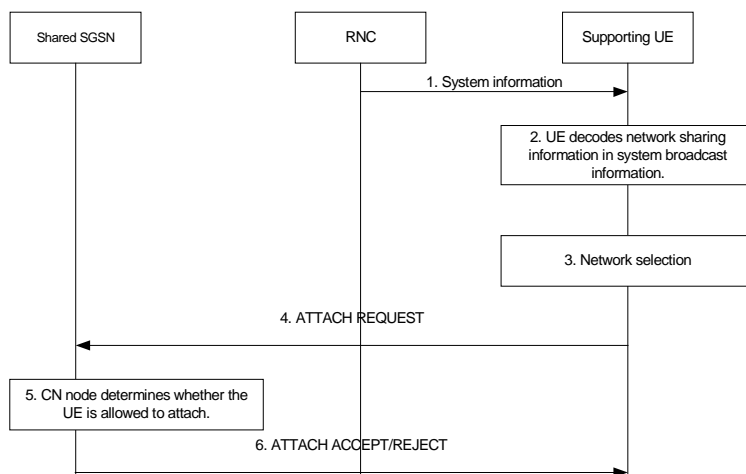 Shared SGSN
RNC
Supporting UE
1. System information
2. UE decodes network sharing
information in system broadcast
information.
3. Network selection
4. ATTACH REQUEST
5. CN node determines whether the
UE is allowed to attach.
6. ATTACH ACCEPT/REJECT